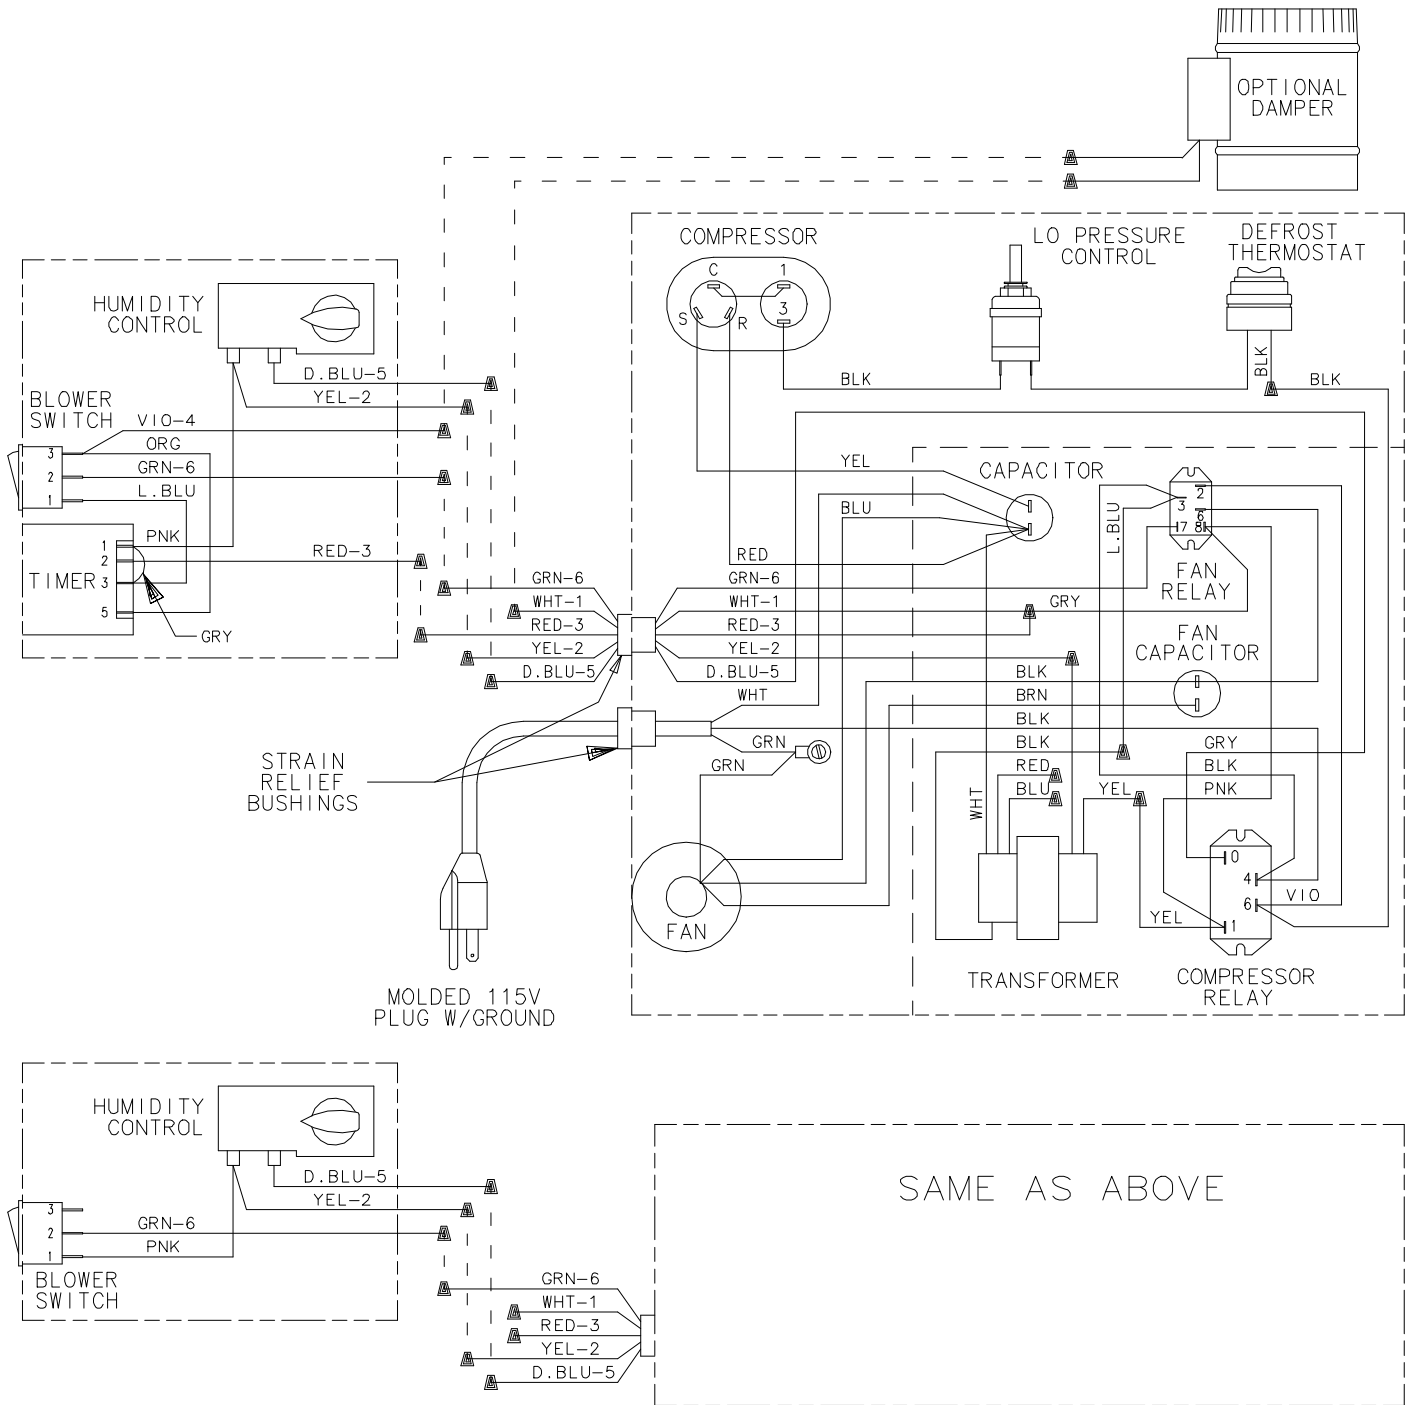 OPTIONAL
DAMPER
COMPRESSOR
LO PRESSURE
CONTROL
DEFROST
THERMOSTAT
C
1
3
S
R
HUMIDITY
CONTROL
BLK
BLK
BLK
D.BLU-5
YEL-2
BLOWER
SWITCH
VIO-4
ORG
GRN-6
L.BLU
3
2
1
YEL
CAPACITOR
BLU
L.BLU
2
3
6
7
8
PNK
RED-3
RED
1
2
TIMER
3
5
GRY
GRN-6
WHT-1
RED-3
YEL-2
D.BLU-5
GRN-6
WHT-1
RED-3
YEL-2
D.BLU-5
GRY
FAN
RELAY
FAN
CAPACITOR
WHT
BLK
BRN
BLK
BLK
GRN
GRN
RED
BLU
WHT
YEL
GRY
BLK
PNK
STRAIN
RELIEF
BUSHINGS
0
4
6
1
VIO
YEL
FAN
TRANSFORMER
COMPRESSOR
RELAY
MOLDED 115V
PLUG W/GROUND
HUMIDITY
CONTROL
D.BLU-5
YEL-2
3
2
1
GRN-6
PNK
BLOWER
SWITCH
GRN-6
WHT-1
RED-3
YEL-2
D.BLU-5
SAME AS ABOVE